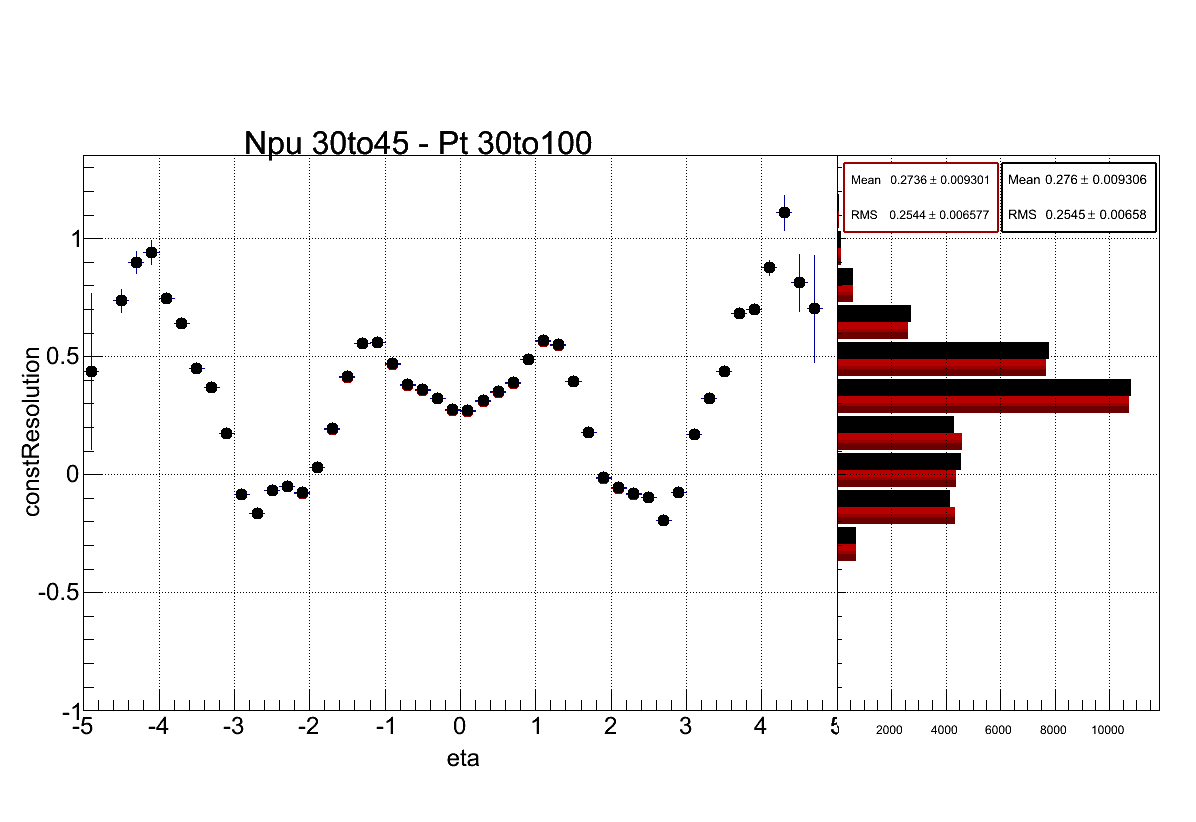 Npu 30to45 - Pt 30to100
Mean 0.2736 ± 0.009301
RMS 0.2544 ± 0.006577
Mean 0.276 ± 0.009306
RMS 0.2545 ± 0.00658
constResolution
1
0.5
0
-0.5
-1
-5 -4 -3 -2 -1 0 1 2 3 4 5
2000 4000 6000 8000 10000
eta